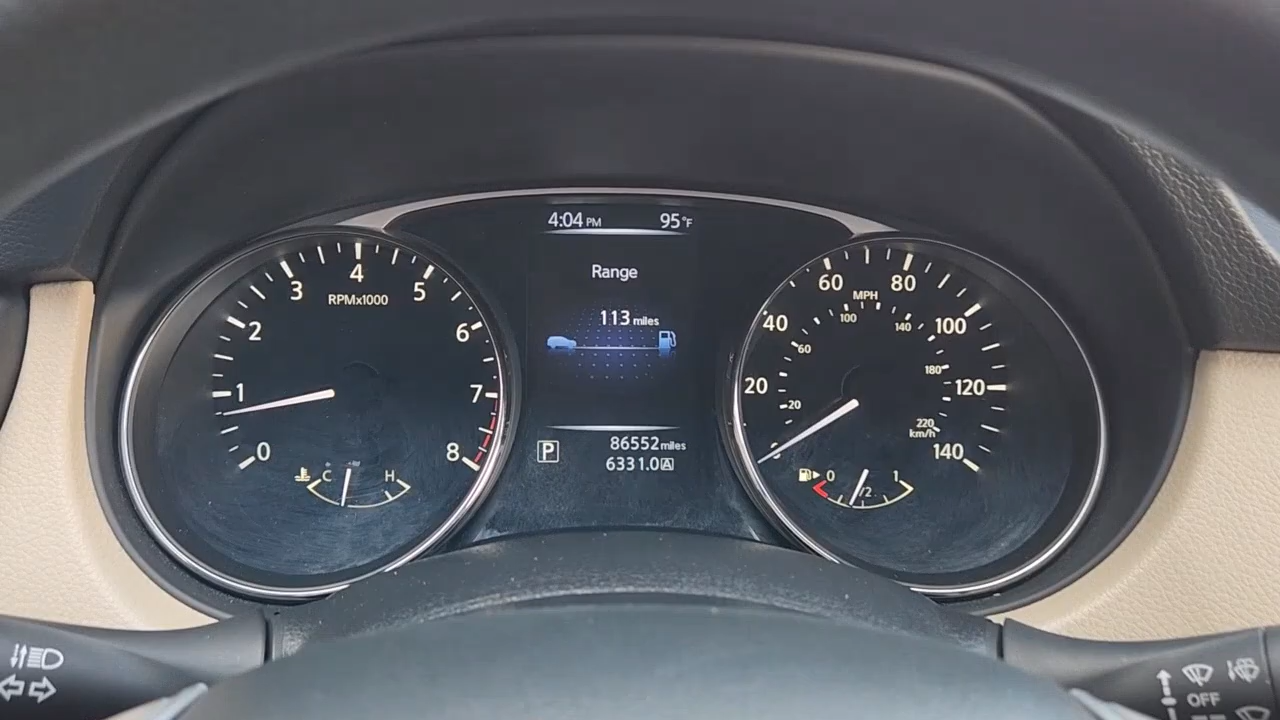 4:04 PM 95°F
Range
113 miles
P 86552 miles
6331.0 A
0 1 2 3 4 5 6 7 8
RPMx1000
C H
20 40 60 80 100 120 140
MPH
20 60 100 140 180 220
km/h
0 1/2 1
OFF